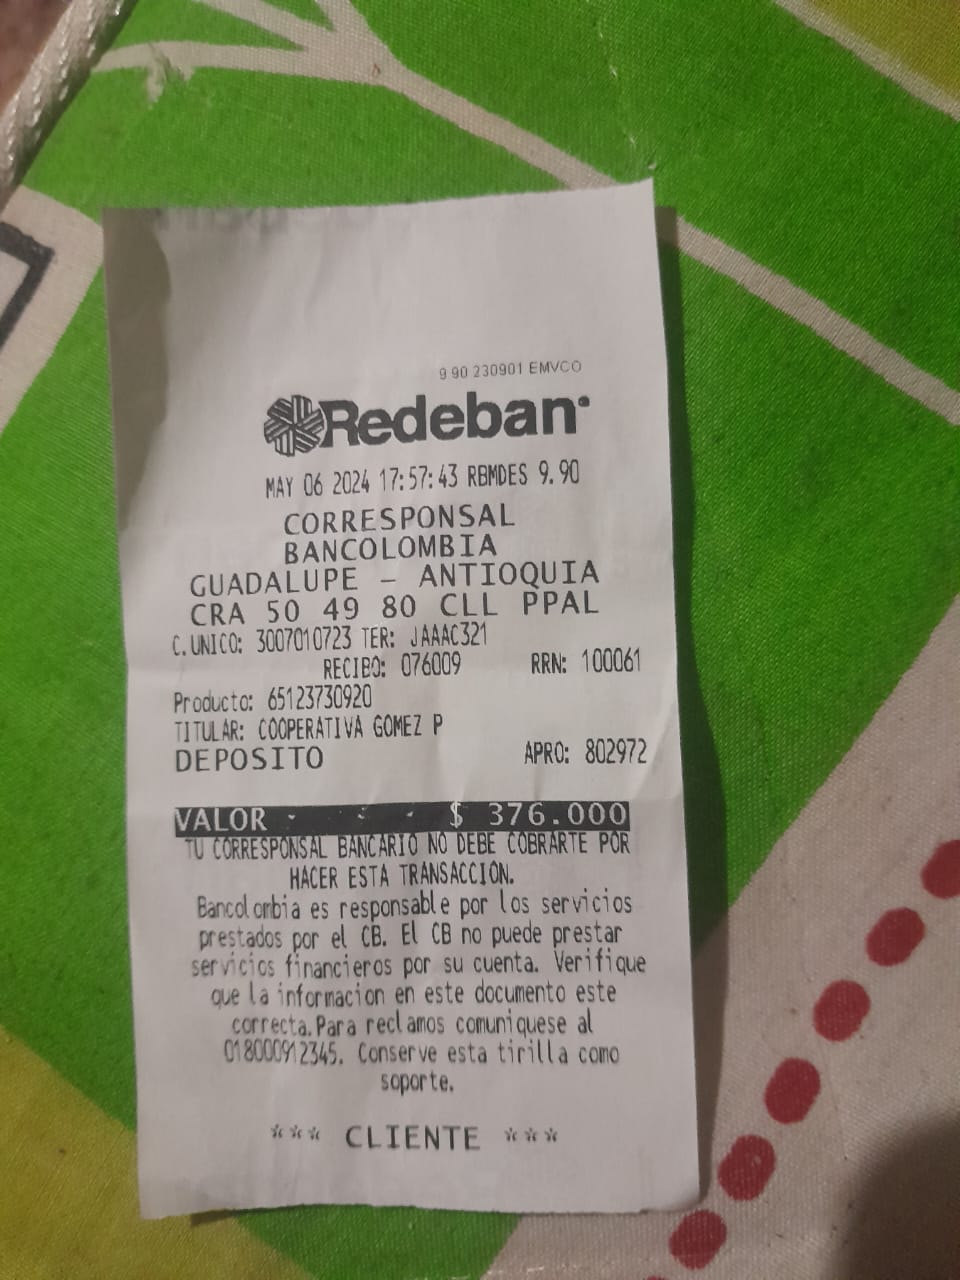 9 90 230901 EMVCO
Redeban
MAY 06 2024 17:57:43 RBMDES 9.90
CORRESPONSAL
BANCOLOMBIA
GUADALUPE - ANTIOQUIA
CRA 50 49 80 CLL PPAL
C.UNICO: 3007010723 TER: JAAAC321
RECIBO: 076009 RRN: 100061
Producto: 65123730920
TITULAR: COOPERATIVA GOMEZ P
DEPOSITO APRO: 802972
VALOR $ 376.000
TU CORRESPONSAL BANCARIO NO DEBE COBRARTE POR
HACER ESTA TRANSACCION.
Bancolombia es responsable por los servicios
prestados por el CB. El CB no puede prestar
servicios financieros por su cuenta. Verifique
que la informacion en este documento este
correcta.Para reclamos comuniquese al
018000912345. Conserve esta tirilla como
soporte.
*** CLIENTE ***